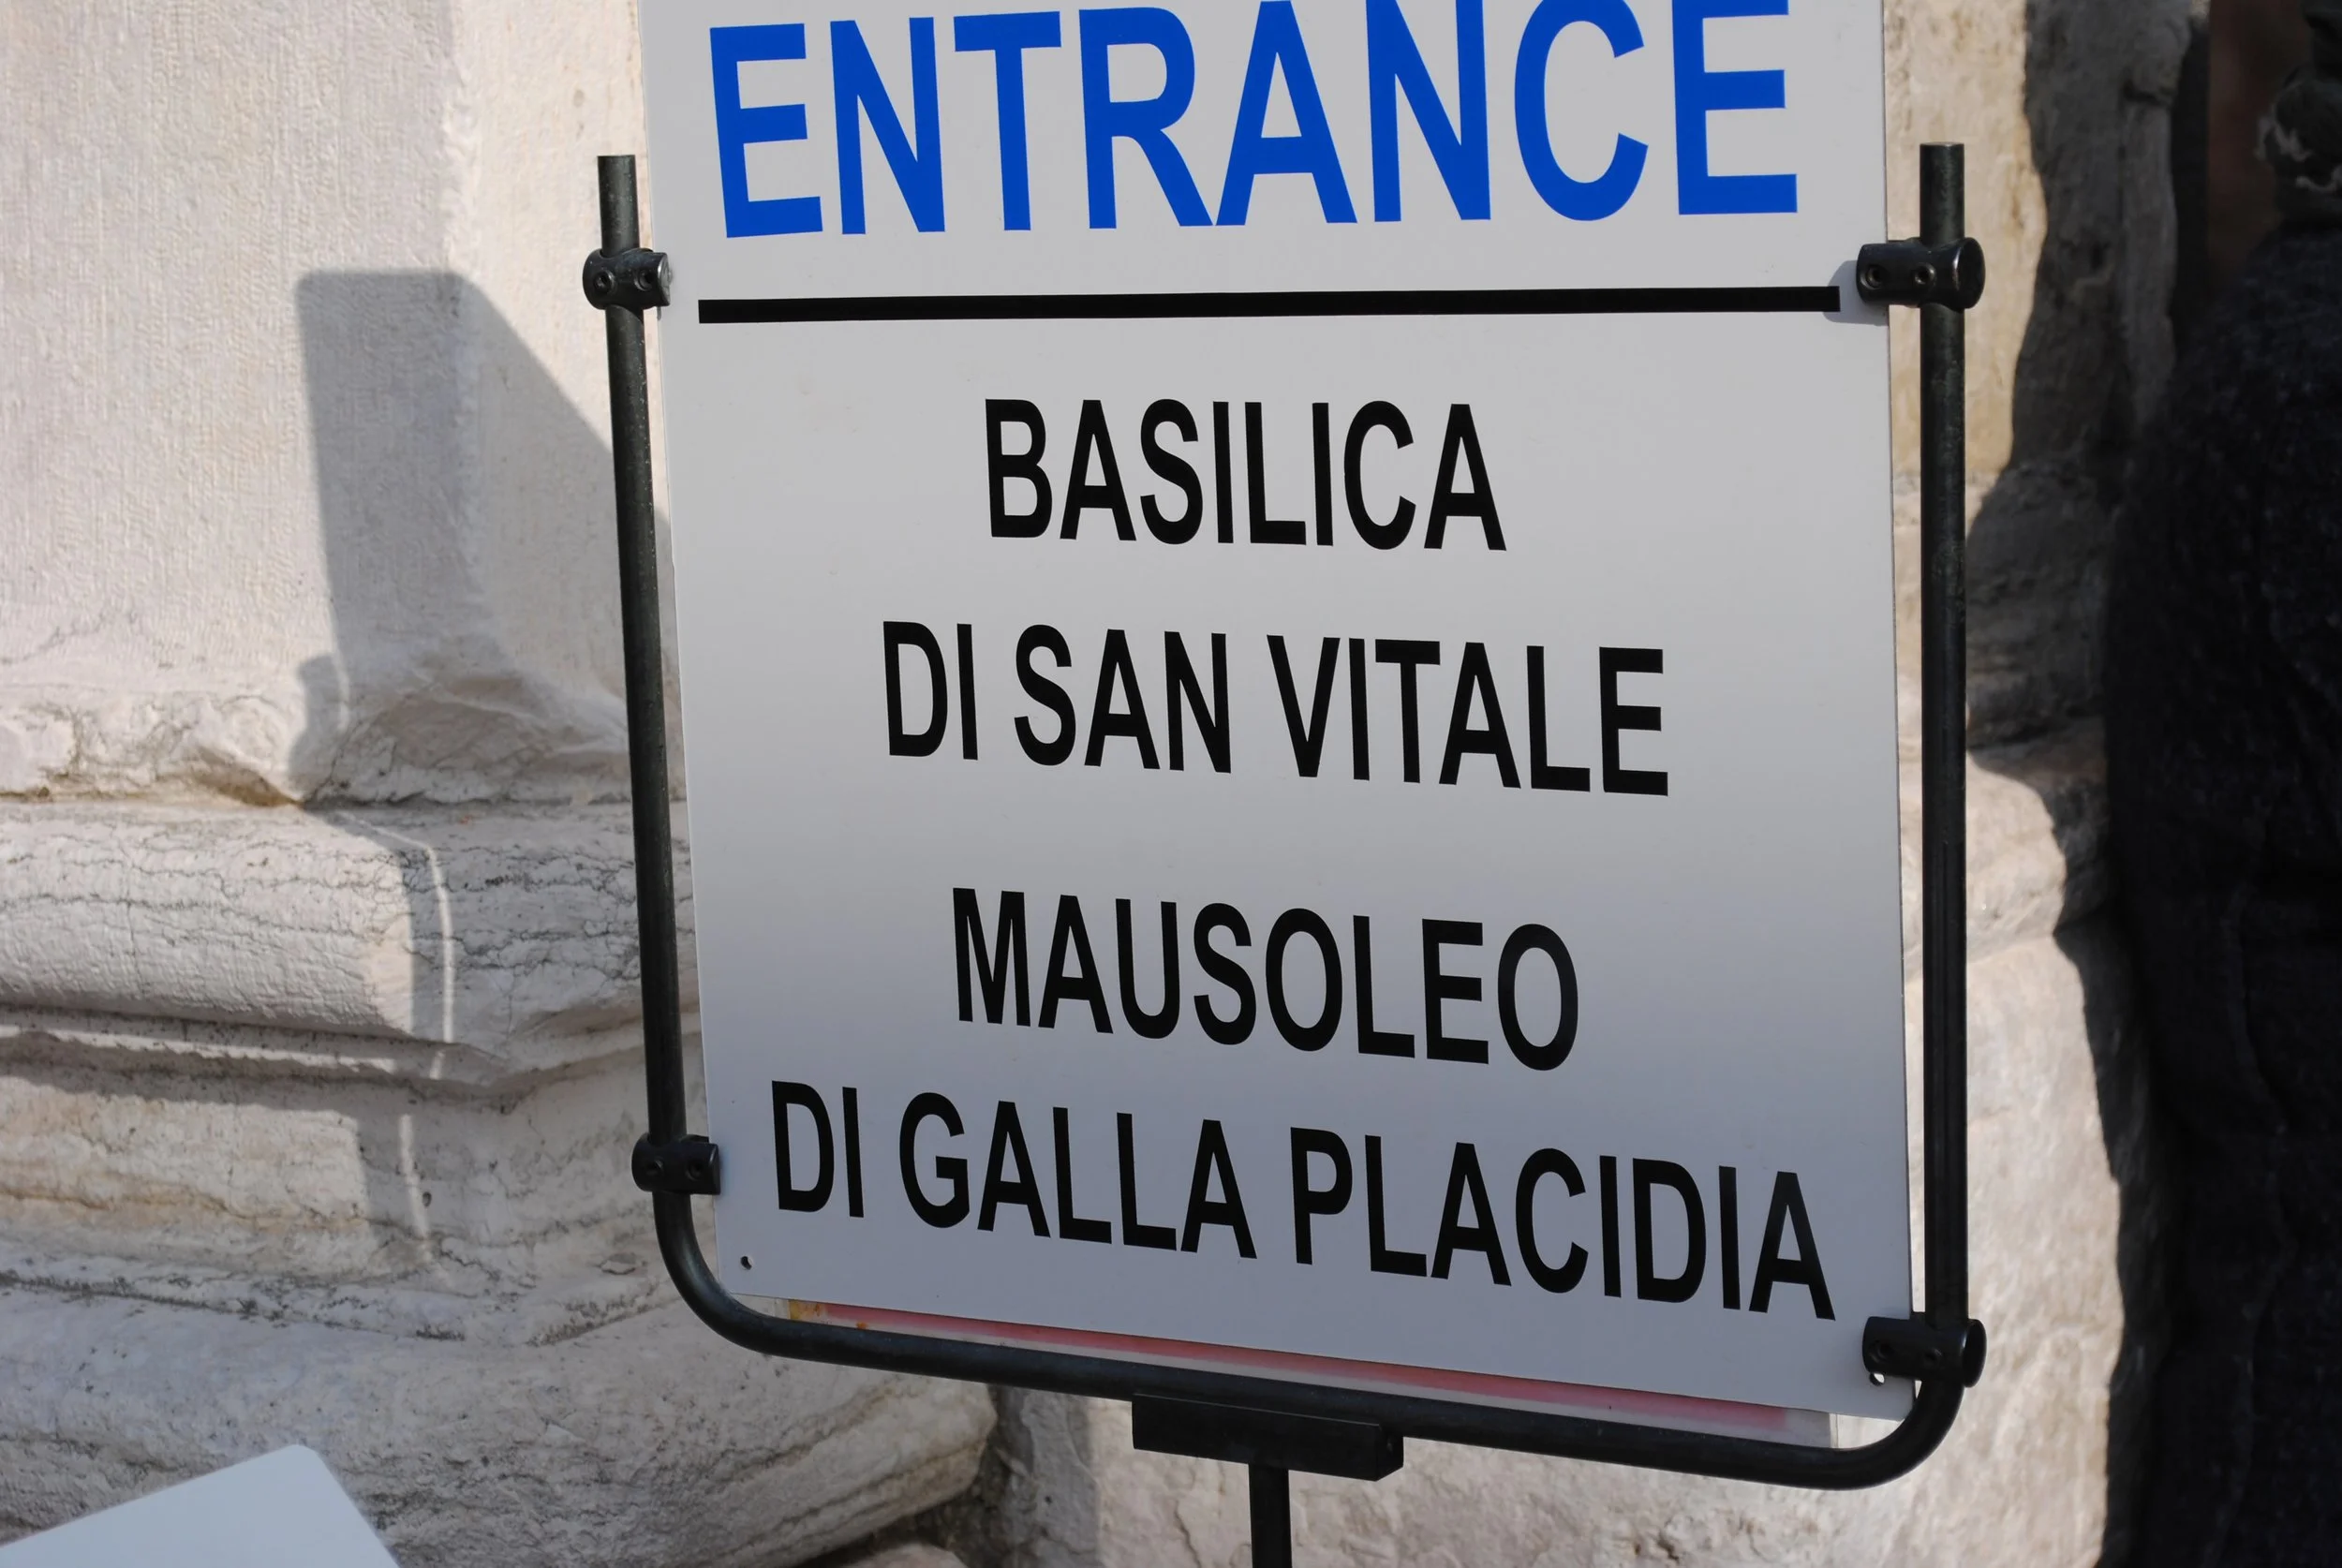 ENTRANCE
BASILICA
DI SAN VITALE
MAUSOLEO
DI GALLA PLACIDIA